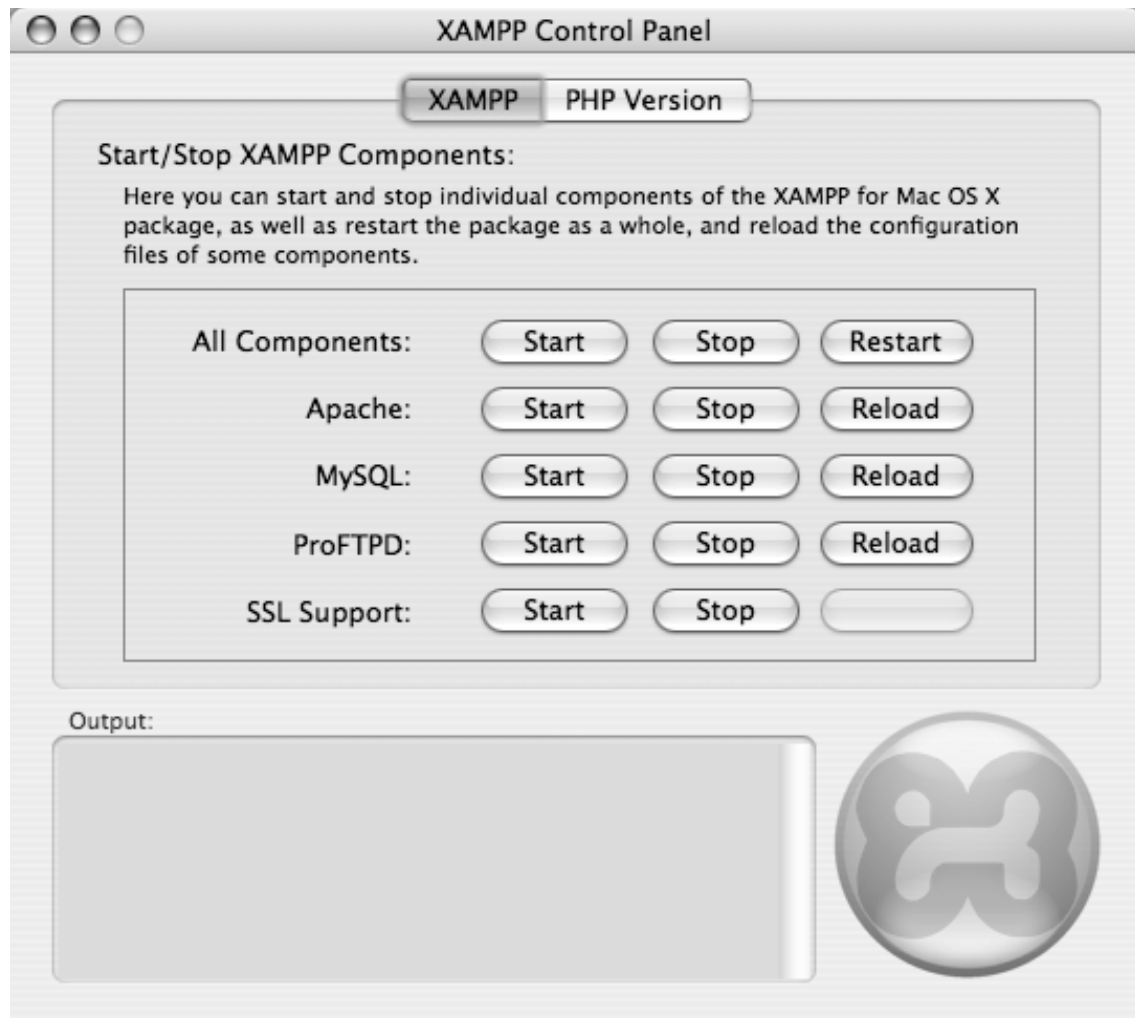 XAMPP Control Panel
XAMPP PHP Version
Start/Stop XAMPP Components:
Here you can start and stop individual components of the XAMPP for Mac OS X
package, as well as restart the package as a whole, and reload the configuration
files of some components.
All Components: Start Stop Restart
Apache: Start Stop Reload
MySQL: Start Stop Reload
ProFTPD: Start Stop Reload
SSL Support: Start Stop
Output: